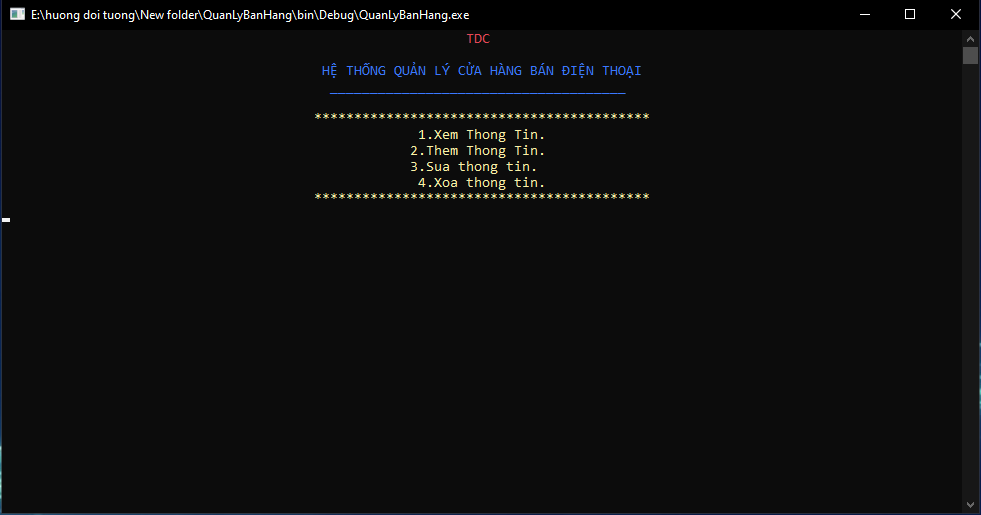 E:\huong doi tuong\New folder\QuanLyBanHang\bin\Debug\QuanLyBanHang.exe
TDC
HỆ THỐNG QUẢN LÝ CỬA HÀNG BÁN ĐIỆN THOẠI
_____________________________________
******************************************
1.Xem Thong Tin.
2.Them Thong Tin.
3.Sua thong tin.
4.Xoa thong tin.
******************************************